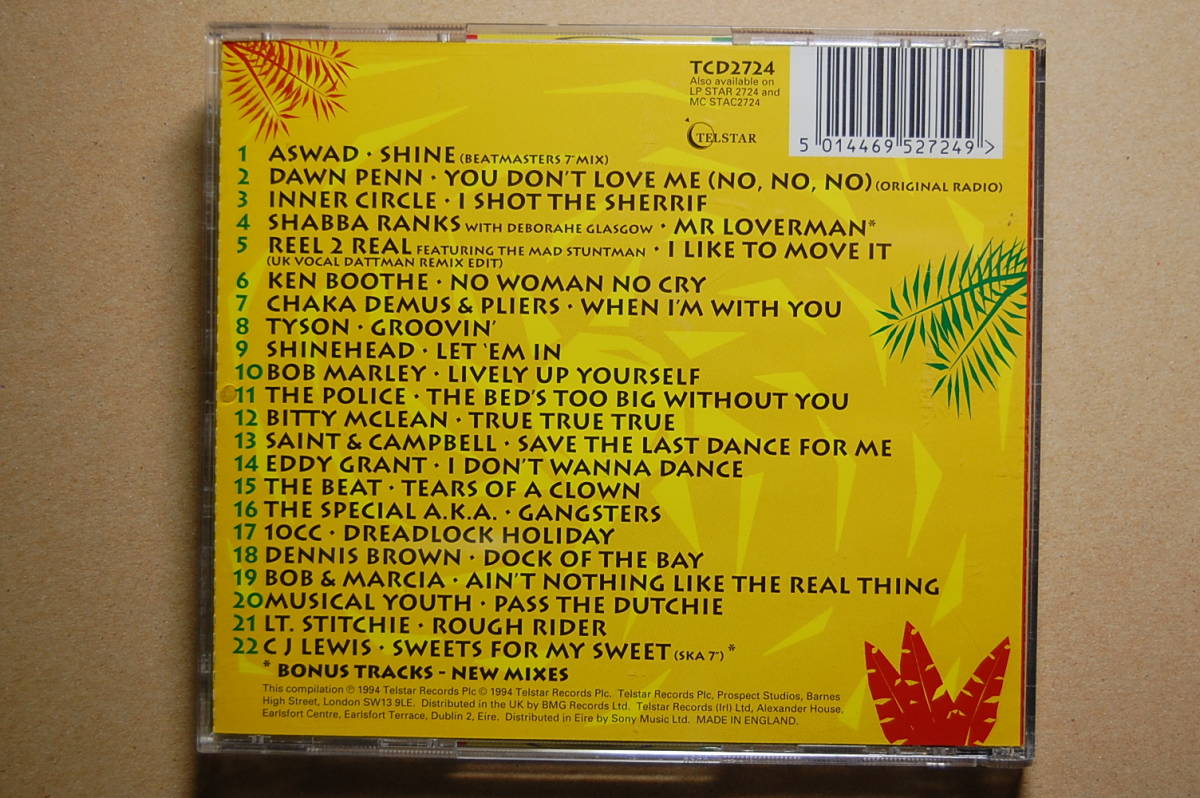 TCD2724
Also available on
LP STAR 2724 and
MC STAC2724
TELSTAR
5 014469 527249 >
1 ASWAD · SHINE (BEATMASTERS 7" MIX)
2 DAWN PENN · YOU DON'T LOVE ME (NO, NO, NO) (ORIGINAL RADIO)
3 INNER CIRCLE · I SHOT THE SHERRIF
4 SHABBA RANKS WITH DEBORAHE GLASGOW · MR LOVERMAN*
5 REEL 2 REAL FEATURING THE MAD STUNTMAN · I LIKE TO MOVE IT
(UK VOCAL DATTMAN REMIX EDIT)
6 KEN BOOTHE · NO WOMAN NO CRY
7 CHAKA DEMUS & PLIERS · WHEN I'M WITH YOU
8 TYSON · GROOVIN'
9 SHINEHEAD · LET 'EM IN
10 BOB MARLEY · LIVELY UP YOURSELF
11 THE POLICE · THE BED'S TOO BIG WITHOUT YOU
12 BITTY MCLEAN · TRUE TRUE TRUE
13 SAINT & CAMPBELL · SAVE THE LAST DANCE FOR ME
14 EDDY GRANT · I DON'T WANNA DANCE
15 THE BEAT · TEARS OF A CLOWN
16 THE SPECIAL A.K.A. · GANGSTERS
17 10CC · DREADLOCK HOLIDAY
18 DENNIS BROWN · DOCK OF THE BAY
19 BOB & MARCIA · AIN'T NOTHING LIKE THE REAL THING
20 MUSICAL YOUTH · PASS THE DUTCHIE
21 LT. STITCHIE · ROUGH RIDER
22 C J LEWIS · SWEETS FOR MY SWEET (SKA 7") *
* BONUS TRACKS - NEW MIXES
This compilation ℗ 1994 Telstar Records Plc © 1994 Telstar Records Plc. Telstar Records Plc, Prospect Studios, Barnes
High Street, London SW13 9LE. Distributed in the UK by BMG Records Ltd. Telstar Records (Irl) Ltd, Alexander House,
Earlsfort Centre, Earlsfort Terrace, Dublin 2, Eire. Distributed in Eire by Sony Music Ltd. MADE IN ENGLAND.